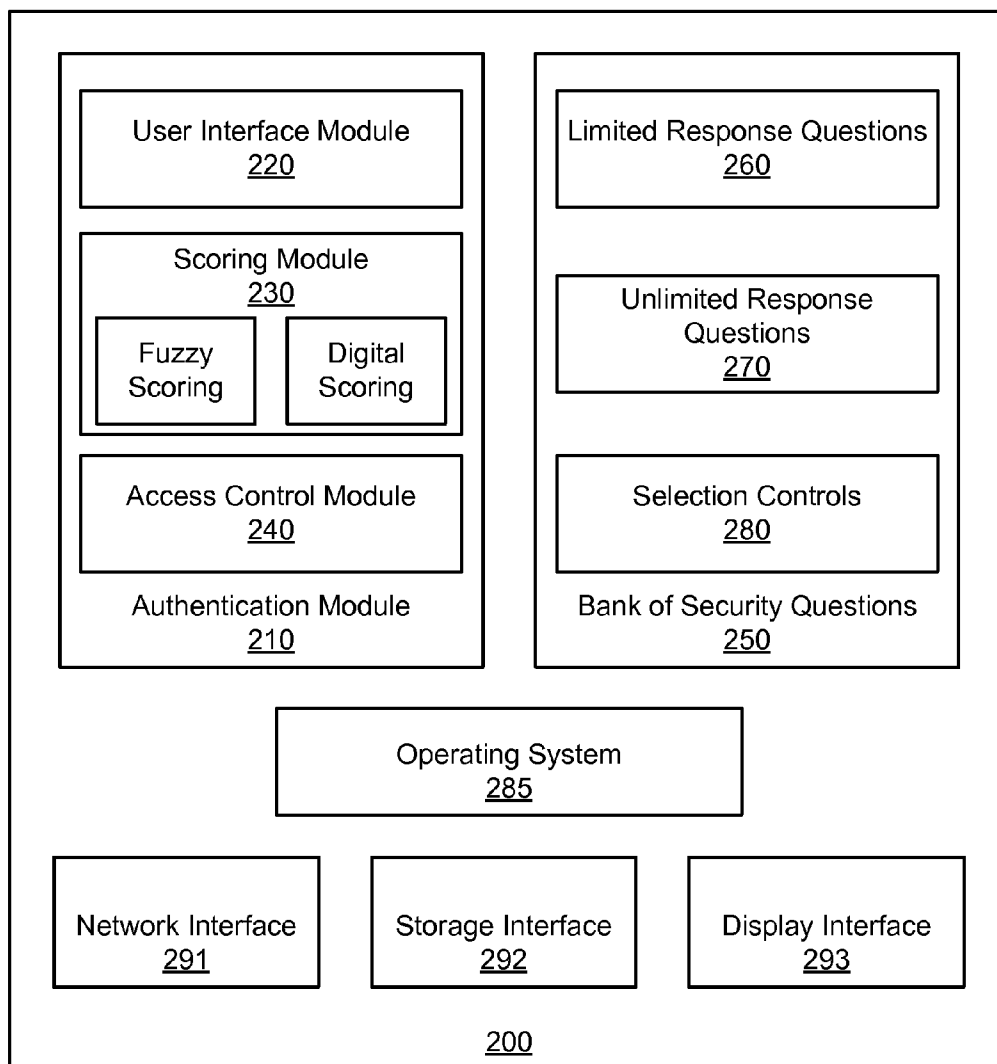 User Interface Module
220
Scoring Module
230
Fuzzy
Scoring
Digital
Scoring
Access Control Module
240
Authentication Module
210
Limited Response Questions
260
Unlimited Response
Questions
270
Selection Controls
280
Bank of Security Questions
250
Operating System
285
Network Interface
291
Storage Interface
292
Display Interface
293
200